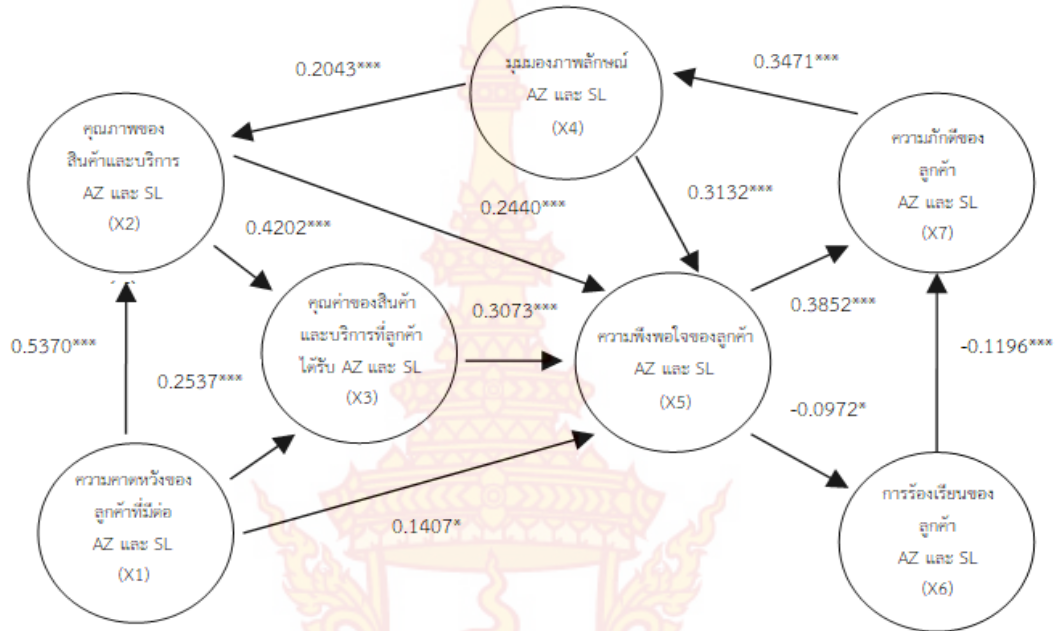 0.2043***
มุมมองภาพลักษณ์
AZ และ SL
(X4)
0.3471***
คุณภาพของ
สินค้าและบริการ
AZ และ SL
(X2)
ความภักดีของ
ลูกค้า
AZ และ SL
(X7)
0.3132***
0.2440***
0.4202***
คุณค่าของสินค้า
และบริการที่ลูกค้า
ได้รับ AZ และ SL
(X3)
0.3073***
ความพึงพอใจของลูกค้า
AZ และ SL
(X5)
0.3852***
0.5370***
0.2537***
-0.1196***
-0.0972*
ความคาดหวังของ
ลูกค้าที่มีต่อ
AZ และ SL
(X1)
0.1407*
การร้องเรียนของ
ลูกค้า
AZ และ SL
(X6)